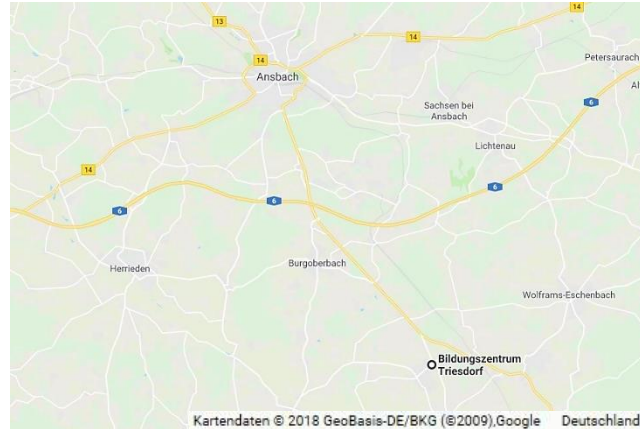 13
14
14
14
Petersaurach
Ansbach
Sachsen bei
Ansbach
6
Lichtenau
14
6
6
6
Herrieden
Burgoberbach
Wolframs-Eschenbach
Bildungszentrum
Triesdorf
Kartendaten © 2018 GeoBasis-DE/BKG (©2009),Google Deutschland